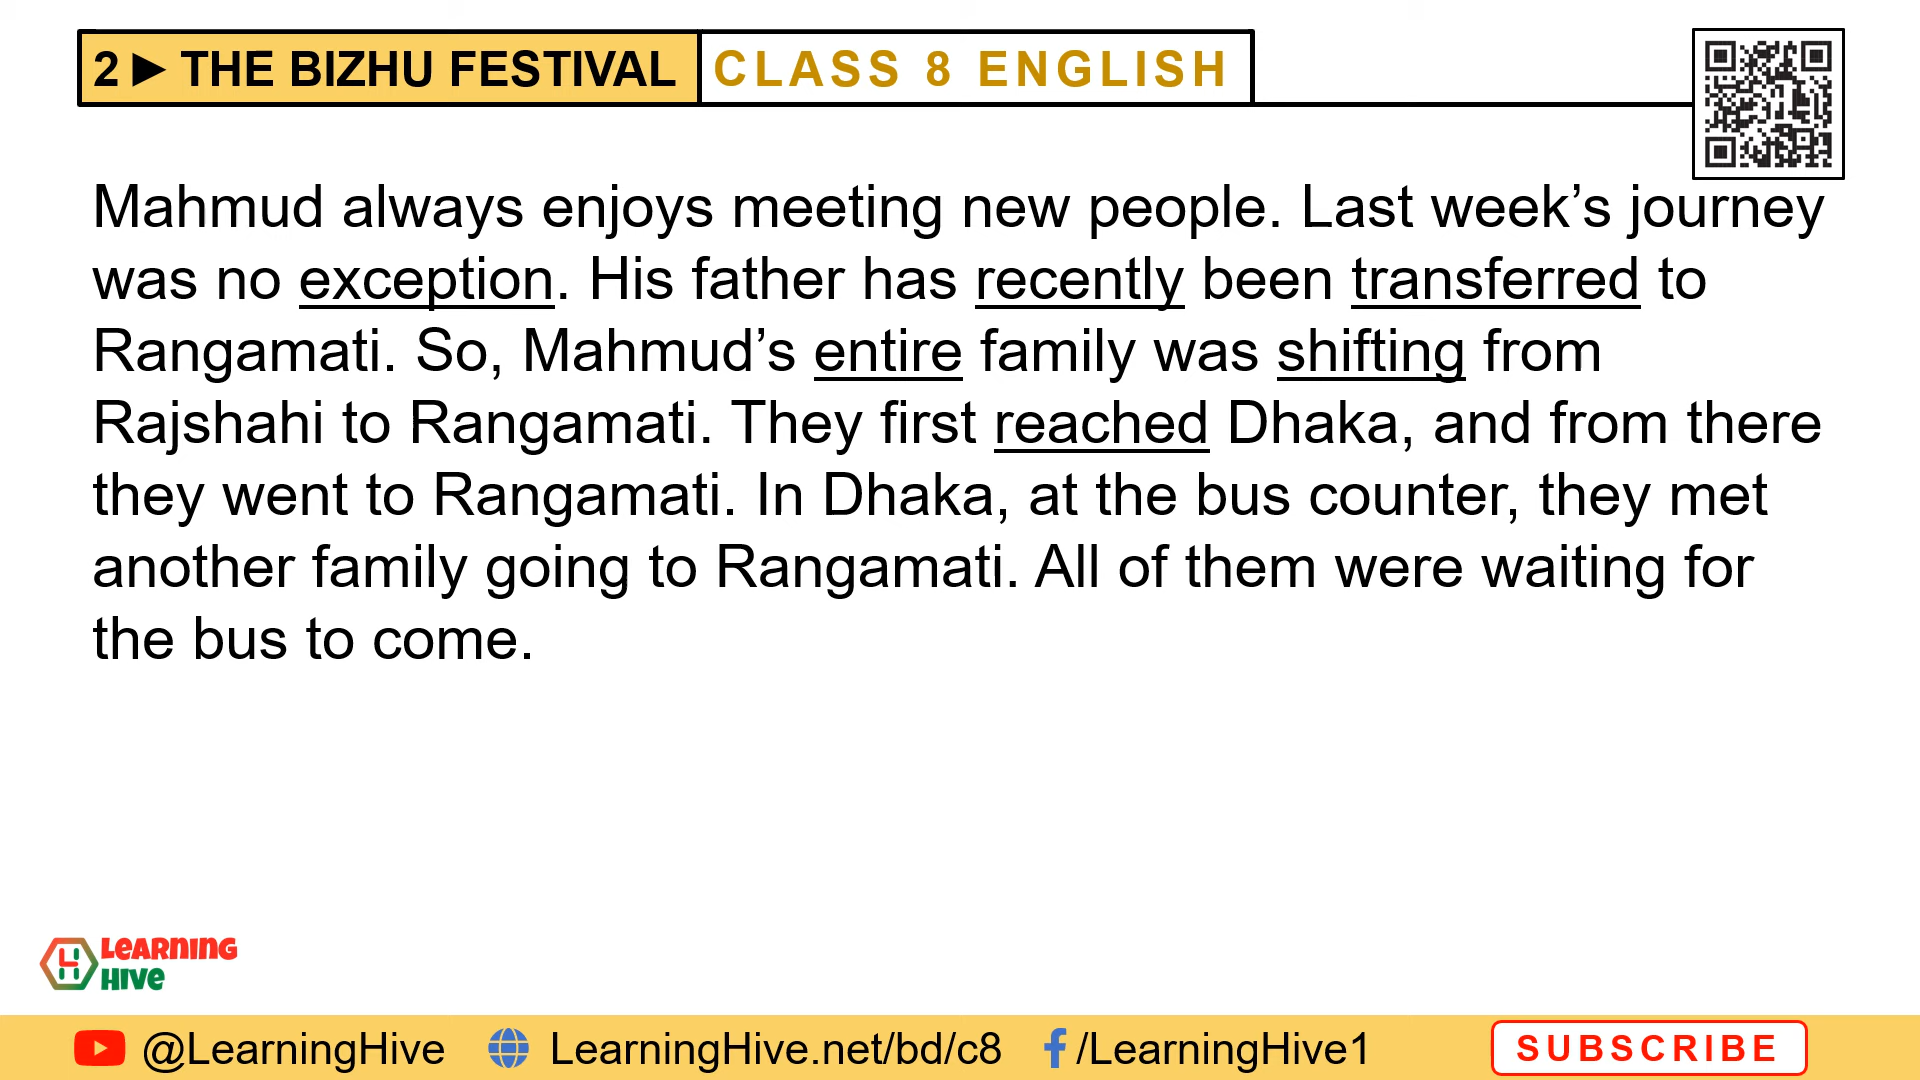 2 ▶ THE BIZHU FESTIVAL CLASS 8 ENGLISH
Mahmud always enjoys meeting new people. Last week’s journey
was no exception. His father has recently been transferred to
Rangamati. So, Mahmud’s entire family was shifting from
Rajshahi to Rangamati. They first reached Dhaka, and from there
they went to Rangamati. In Dhaka, at the bus counter, they met
another family going to Rangamati. All of them were waiting for
the bus to come.
LEARNING
HIVE
@LearningHive LearningHive.net/bd/c8 /LearningHive1 SUBSCRIBE